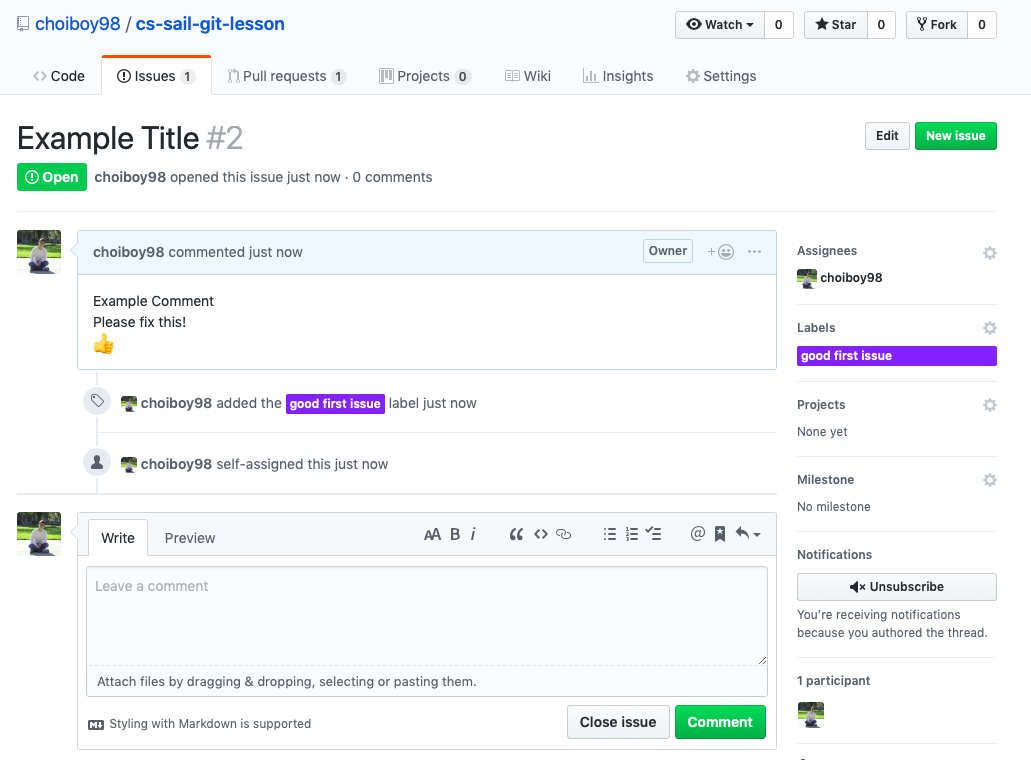 choiboy98 / cs-sail-git-lesson
Watch 0 Star 0 Fork 0
Code Issues 1 Pull requests 1 Projects 0 Wiki Insights Settings
Example Title #2
Edit New issue
Open choiboy98 opened this issue just now · 0 comments
choiboy98 commented just now
Owner
Example Comment
Please fix this!
choiboy98 added the good first issue label just now
choiboy98 self-assigned this just now
Write Preview
AA B i
Leave a comment
Attach files by dragging & dropping, selecting or pasting them.
Styling with Markdown is supported
Close issue Comment
Assignees
choiboy98
Labels
good first issue
Projects
None yet
Milestone
No milestone
Notifications
Unsubscribe
You’re receiving notifications
because you authored the thread.
1 participant